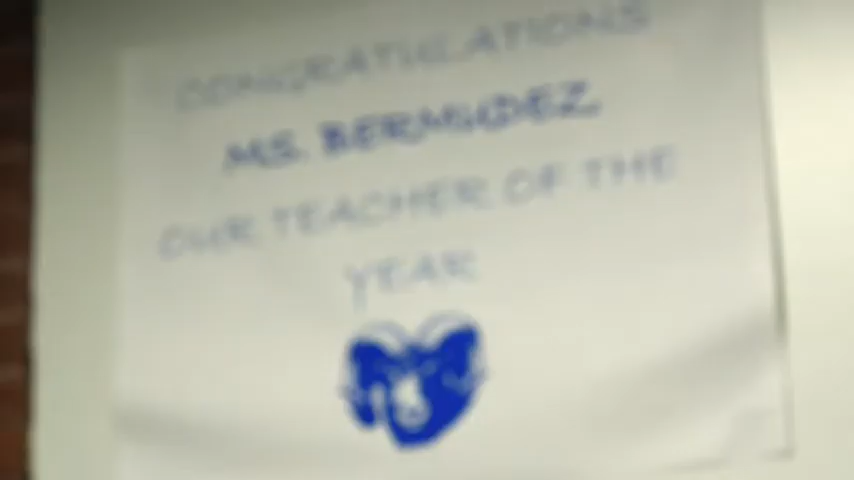 CONGRATULATIONS
MS. BERMUDEZ
OUR TEACHER OF THE
YEAR